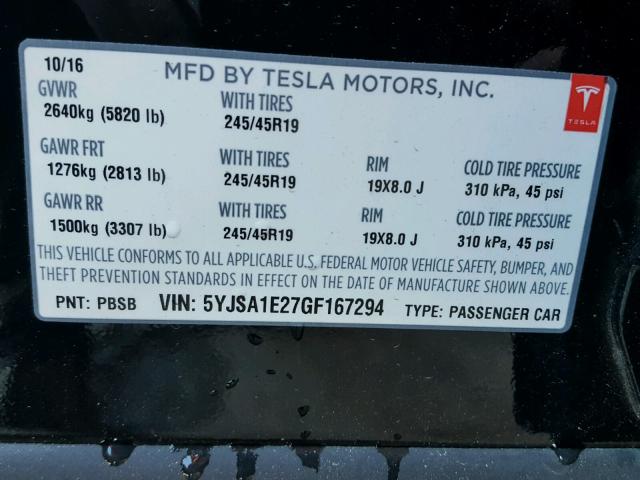 10/16 MFD BY TESLA MOTORS, INC.
GVWR WITH TIRES
2640kg (5820 lb) 245/45R19
TESLA
GAWR FRT WITH TIRES RIM COLD TIRE PRESSURE
1276kg (2813 lb) 245/45R19 19X8.0 J 310 kPa, 45 psi
GAWR RR WITH TIRES RIM COLD TIRE PRESSURE
1500kg (3307 lb) 245/45R19 19X8.0 J 310 kPa, 45 psi
THIS VEHICLE CONFORMS TO ALL APPLICABLE U.S. FEDERAL MOTOR VEHICLE SAFETY, BUMPER, AND
THEFT PREVENTION STANDARDS IN EFFECT ON THE DATE OF MANUFACTURE SHOWN ABOVE.
PNT: PBSB VIN: 5YJSA1E27GF167294 TYPE: PASSENGER CAR